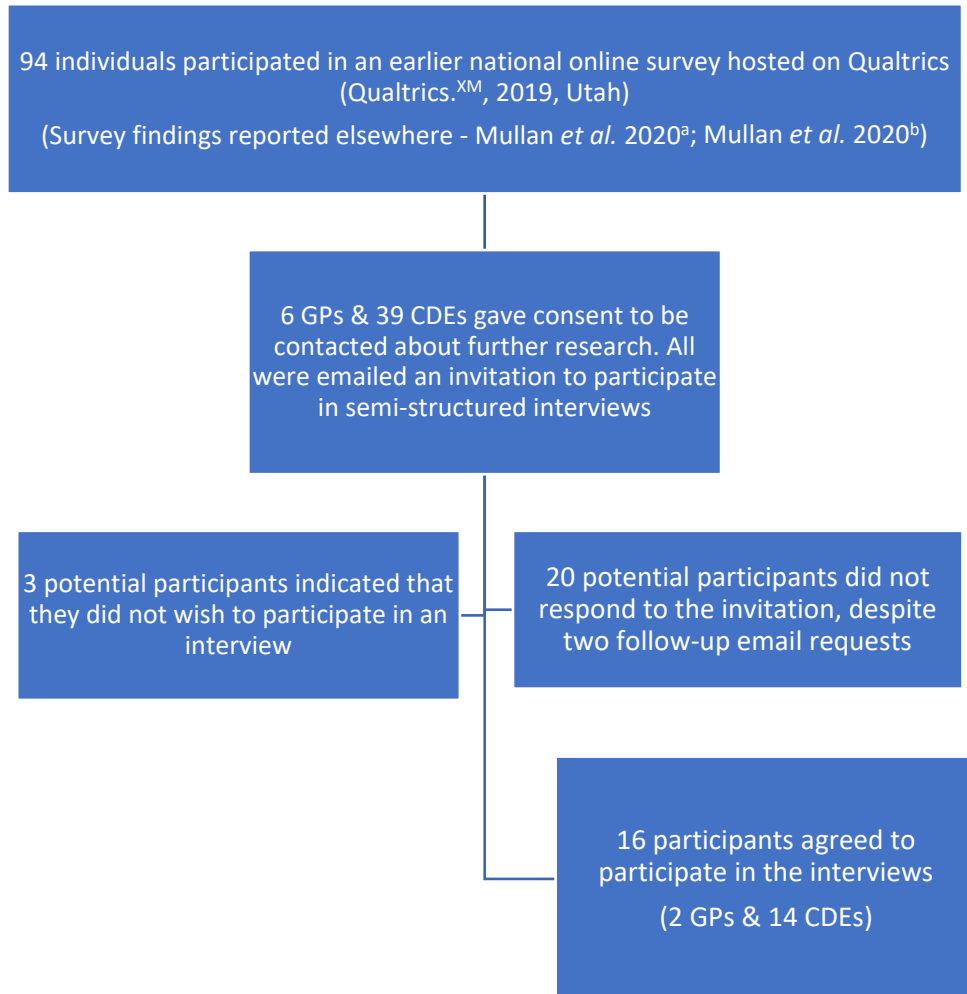 94 individuals participated in an earlier national online survey hosted on Qualtrics
(Qualtrics.XM, 2019, Utah)
(Survey findings reported elsewhere - Mullan et al. 2020a; Mullan et al. 2020b)
6 GPs & 39 CDEs gave consent to be
contacted about further research. All
were emailed an invitation to participate
in semi-structured interviews
3 potential participants indicated that
they did not wish to participate in an
interview
20 potential participants did not
respond to the invitation, despite
two follow-up email requests
16 participants agreed to
participate in the interviews
(2 GPs & 14 CDEs)